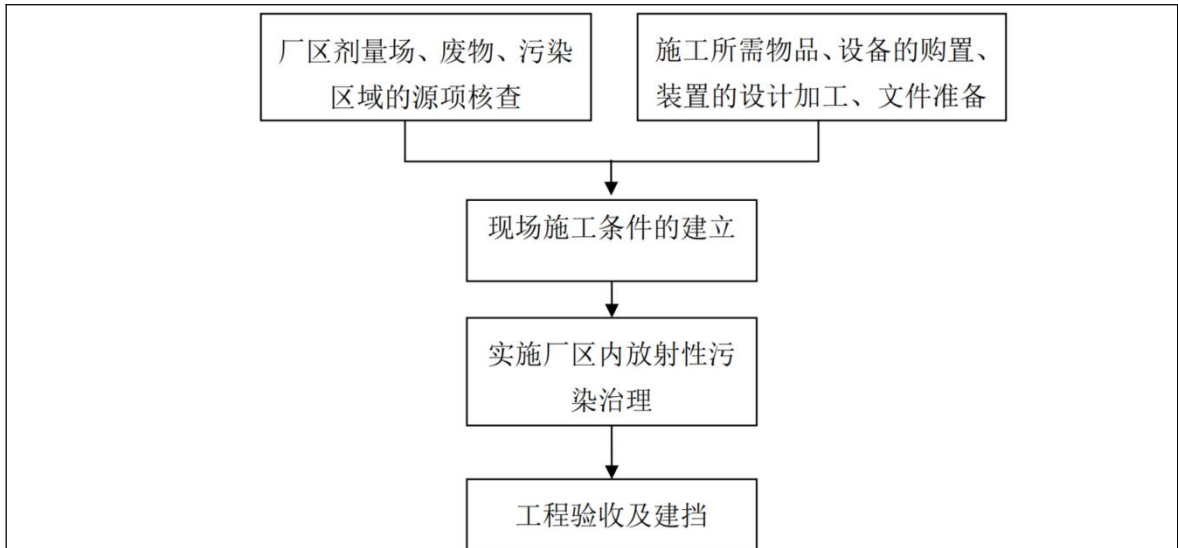 厂区剂量场、废物、污染
区域的源项核查
施工所需物品、设备的购置、
装置的设计加工、文件准备
现场施工条件的建立
实施厂区内放射性污
染治理
工程验收及建挡